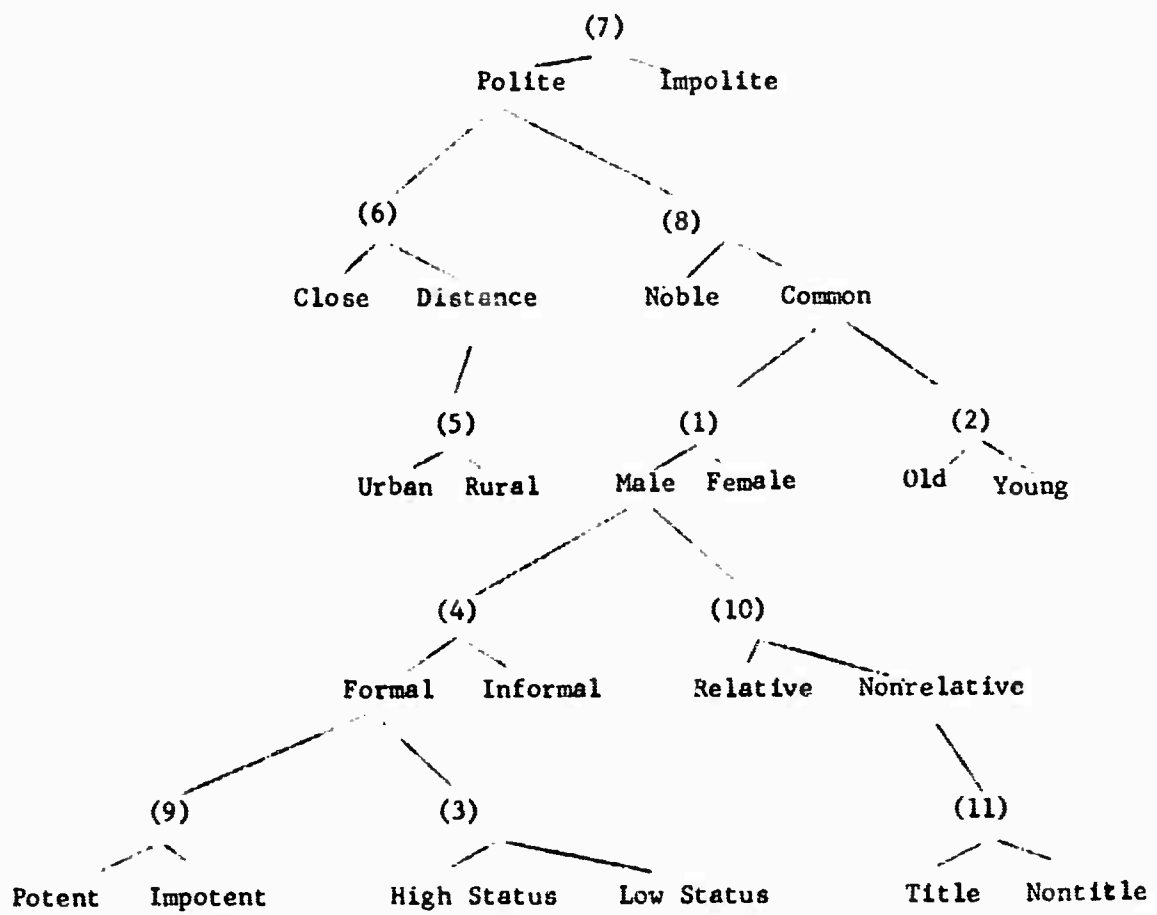 (7)
Polite Impolite
(6) (8)
Close Distance Noble Common
(5) (1) (2)
Urban Rural Male Female Old Young
(4) (10)
Formal Informal Relative Nonrelative
(9) (3) (11)
Potent Impotent High Status Low Status Title Nontitle